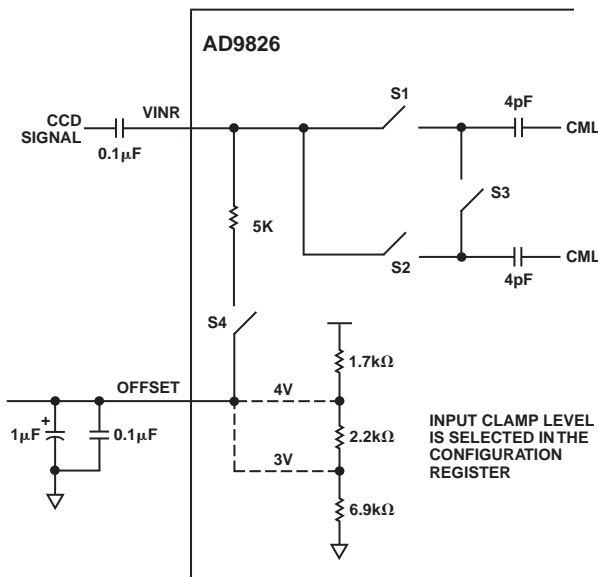 AD9826
S1
4pF
CCD
SIGNAL
VINR
CML
0.1µF
S3
5K
S2
CML
4pF
S4
1.7kΩ
OFFSET
4V
+
1µF
0.1µF
2.2kΩ
INPUT CLAMP LEVEL
IS SELECTED IN THE
CONFIGURATION
REGISTER
3V
6.9kΩ